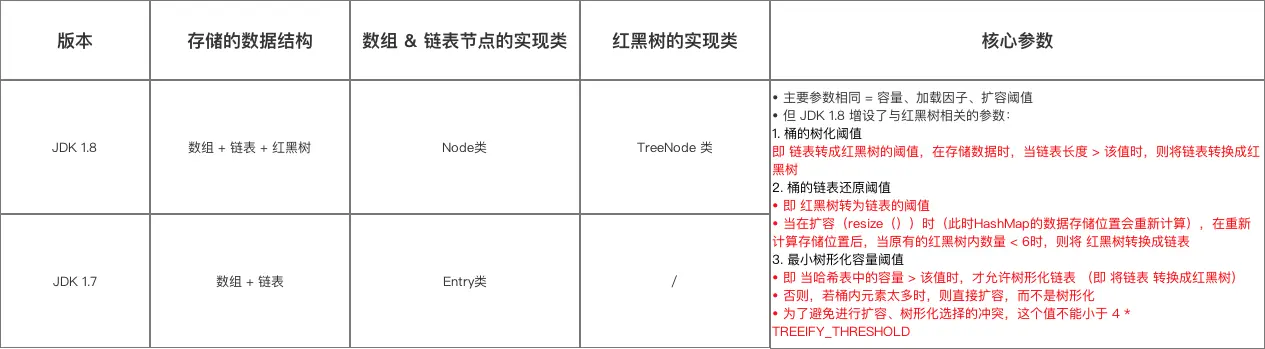 版本
存储的数据结构
数组 & 链表节点的实现类
红黑树的实现类
核心参数
JDK 1.8
数组 + 链表 + 红黑树
Node类
TreeNode 类
• 主要参数相同 = 容量、加载因子、扩容阈值
• 但 JDK 1.8 增设了与红黑树相关的参数：
1. 桶的树化阈值
即 链表转成红黑树的阈值，在存储数据时，当链表长度 > 该值时，则将链表转换成红
黑树
2. 桶的链表还原阈值
• 即 红黑树转为链表的阈值
• 当在扩容（resize（））时（此时HashMap的数据存储位置会重新计算），在重新
计算存储位置后，当原有的红黑树内数量 < 6时，则将 红黑树转换成链表
3. 最小树形化容量阈值
• 即 当哈希表中的容量 > 该值时，才允许树形化链表 （即 将链表 转换成红黑树）
• 否则，若桶内元素太多时，则直接扩容，而不是树形化
• 为了避免进行扩容、树形化选择的冲突，这个值不能小于 4 *
TREEIFY_THRESHOLD
JDK 1.7
数组 + 链表
Entry类
/